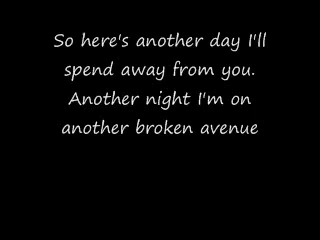 So here's another day I'll
spend away from you.
Another night I'm on
another broken avenue